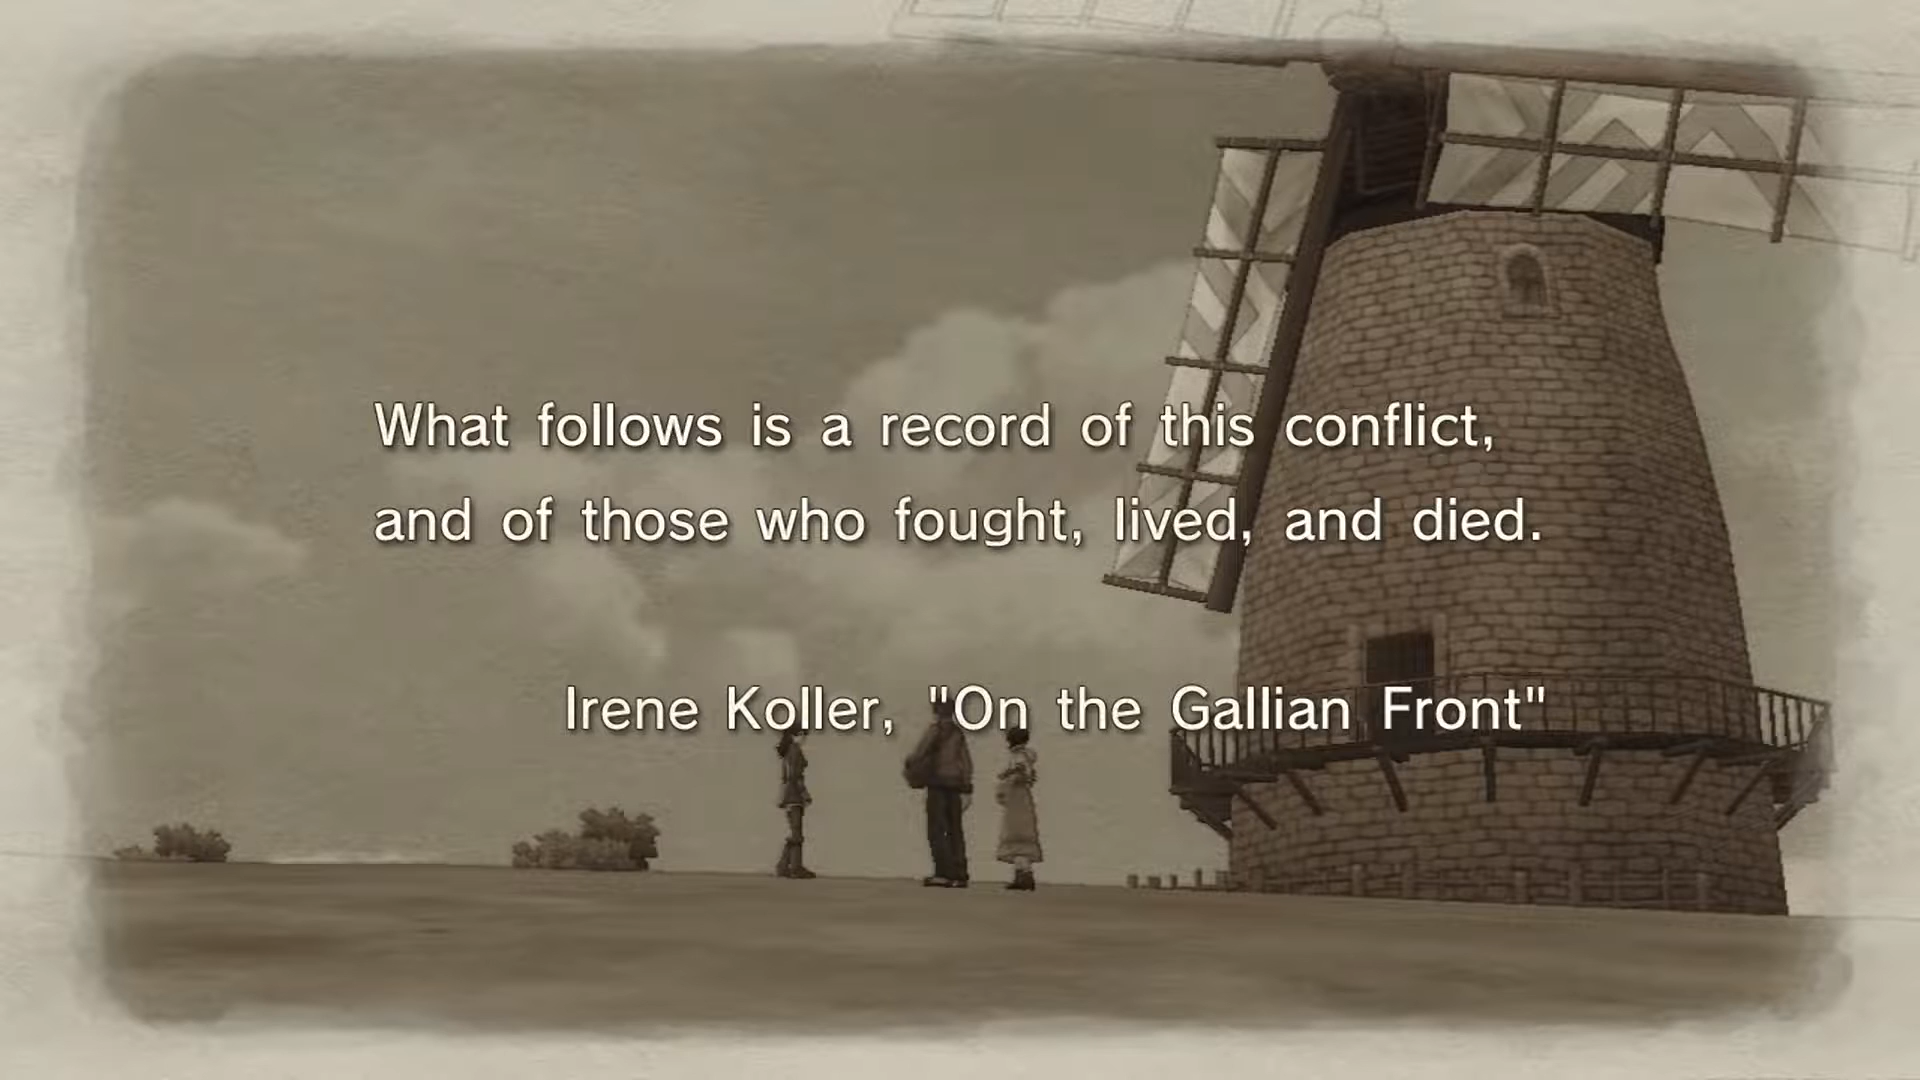 What follows is a record of this conflict,
and of those who fought, lived, and died.
Irene Koller, "On the Gallian Front"